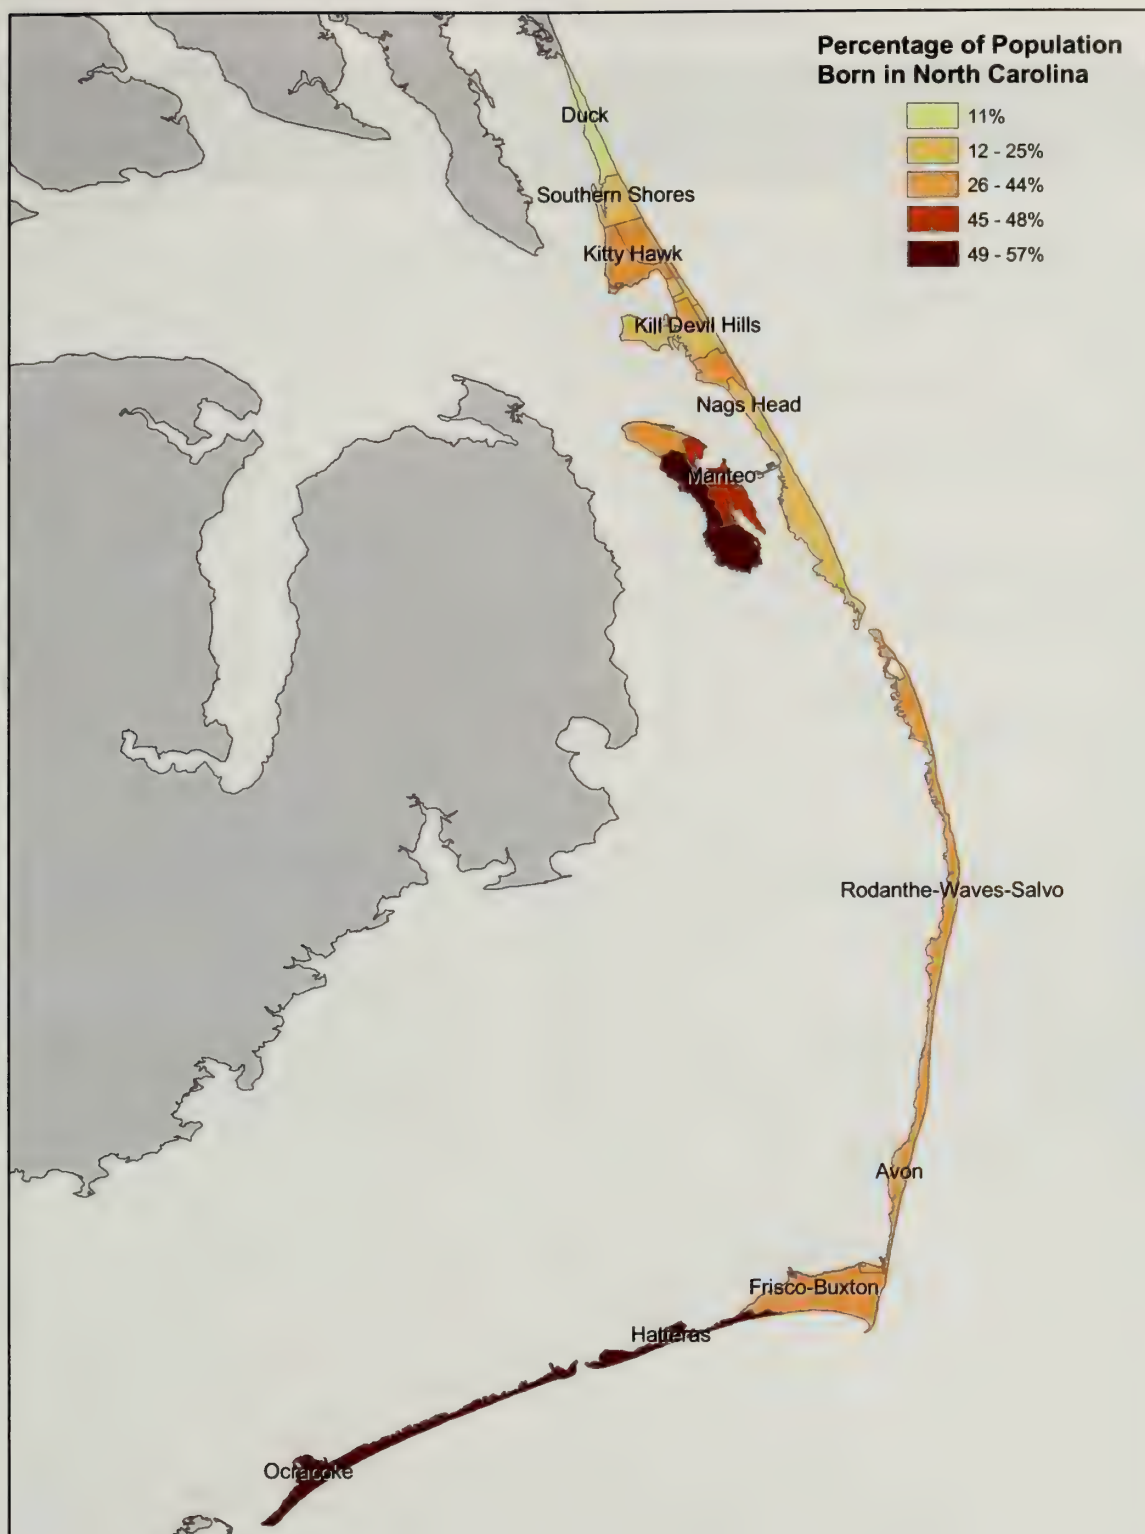 Percentage of Population
Born in North Carolina
11%
12 - 25%
26 - 44%
45 - 48%
49 - 57%
Duck
Southern Shores
Kitty Hawk
Kill Devil Hills
Nags Head
Manteo
Rodanthe-Waves-Salvo
Avon
Frisco-Buxton
Hatteras
Ocracoke